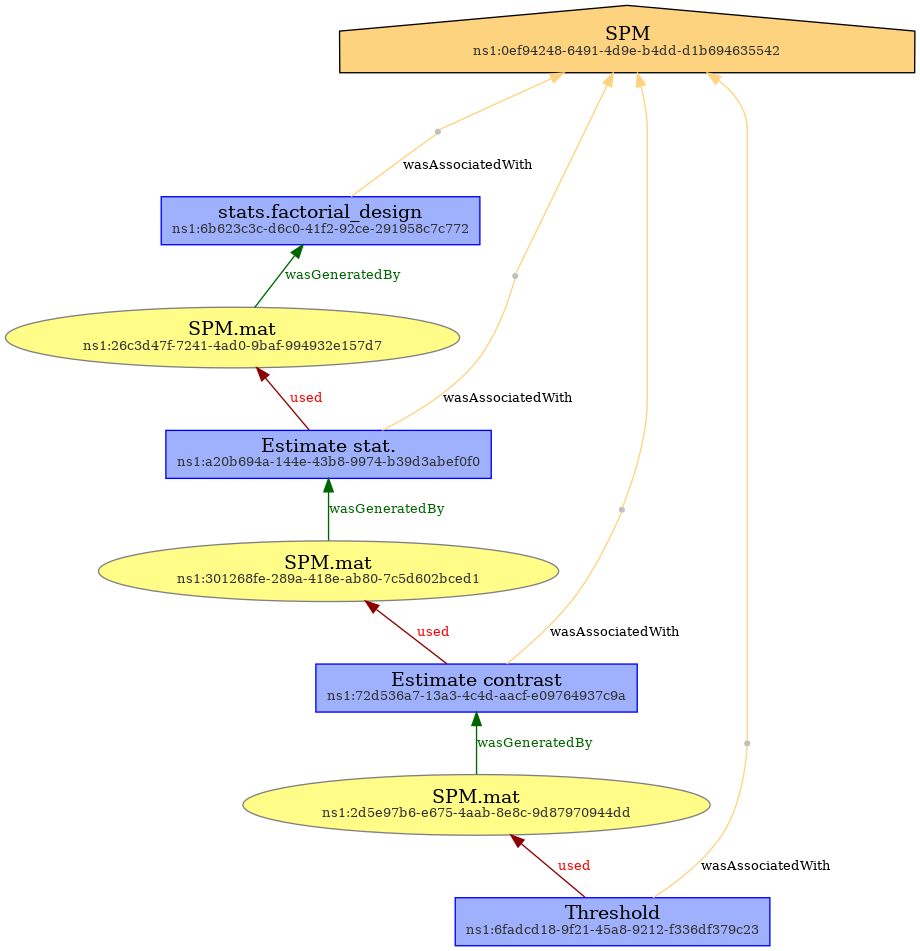 SPM
ns1:0ef94248-6491-4d9e-b4dd-d1b694635542
wasAssociatedWith
stats.factorial_design
ns1:6b623c3c-d6c0-41f2-92ce-291958c7c772
wasGeneratedBy
SPM.mat
ns1:26c3d47f-7241-4ad0-9baf-994932e157d7
used
wasAssociatedWith
Estimate stat.
ns1:a20b694a-144e-43b8-9974-b39d3abef0f0
wasGeneratedBy
SPM.mat
ns1:301268fe-289a-418e-ab80-7c5d602bced1
used
wasAssociatedWith
Estimate contrast
ns1:72d536a7-13a3-4c4d-aacf-e09764937c9a
wasGeneratedBy
SPM.mat
ns1:2d5e97b6-e675-4aab-8e8c-9d87970944dd
used
wasAssociatedWith
Threshold
ns1:6fadcd18-9f21-45a8-9212-f336df379c23